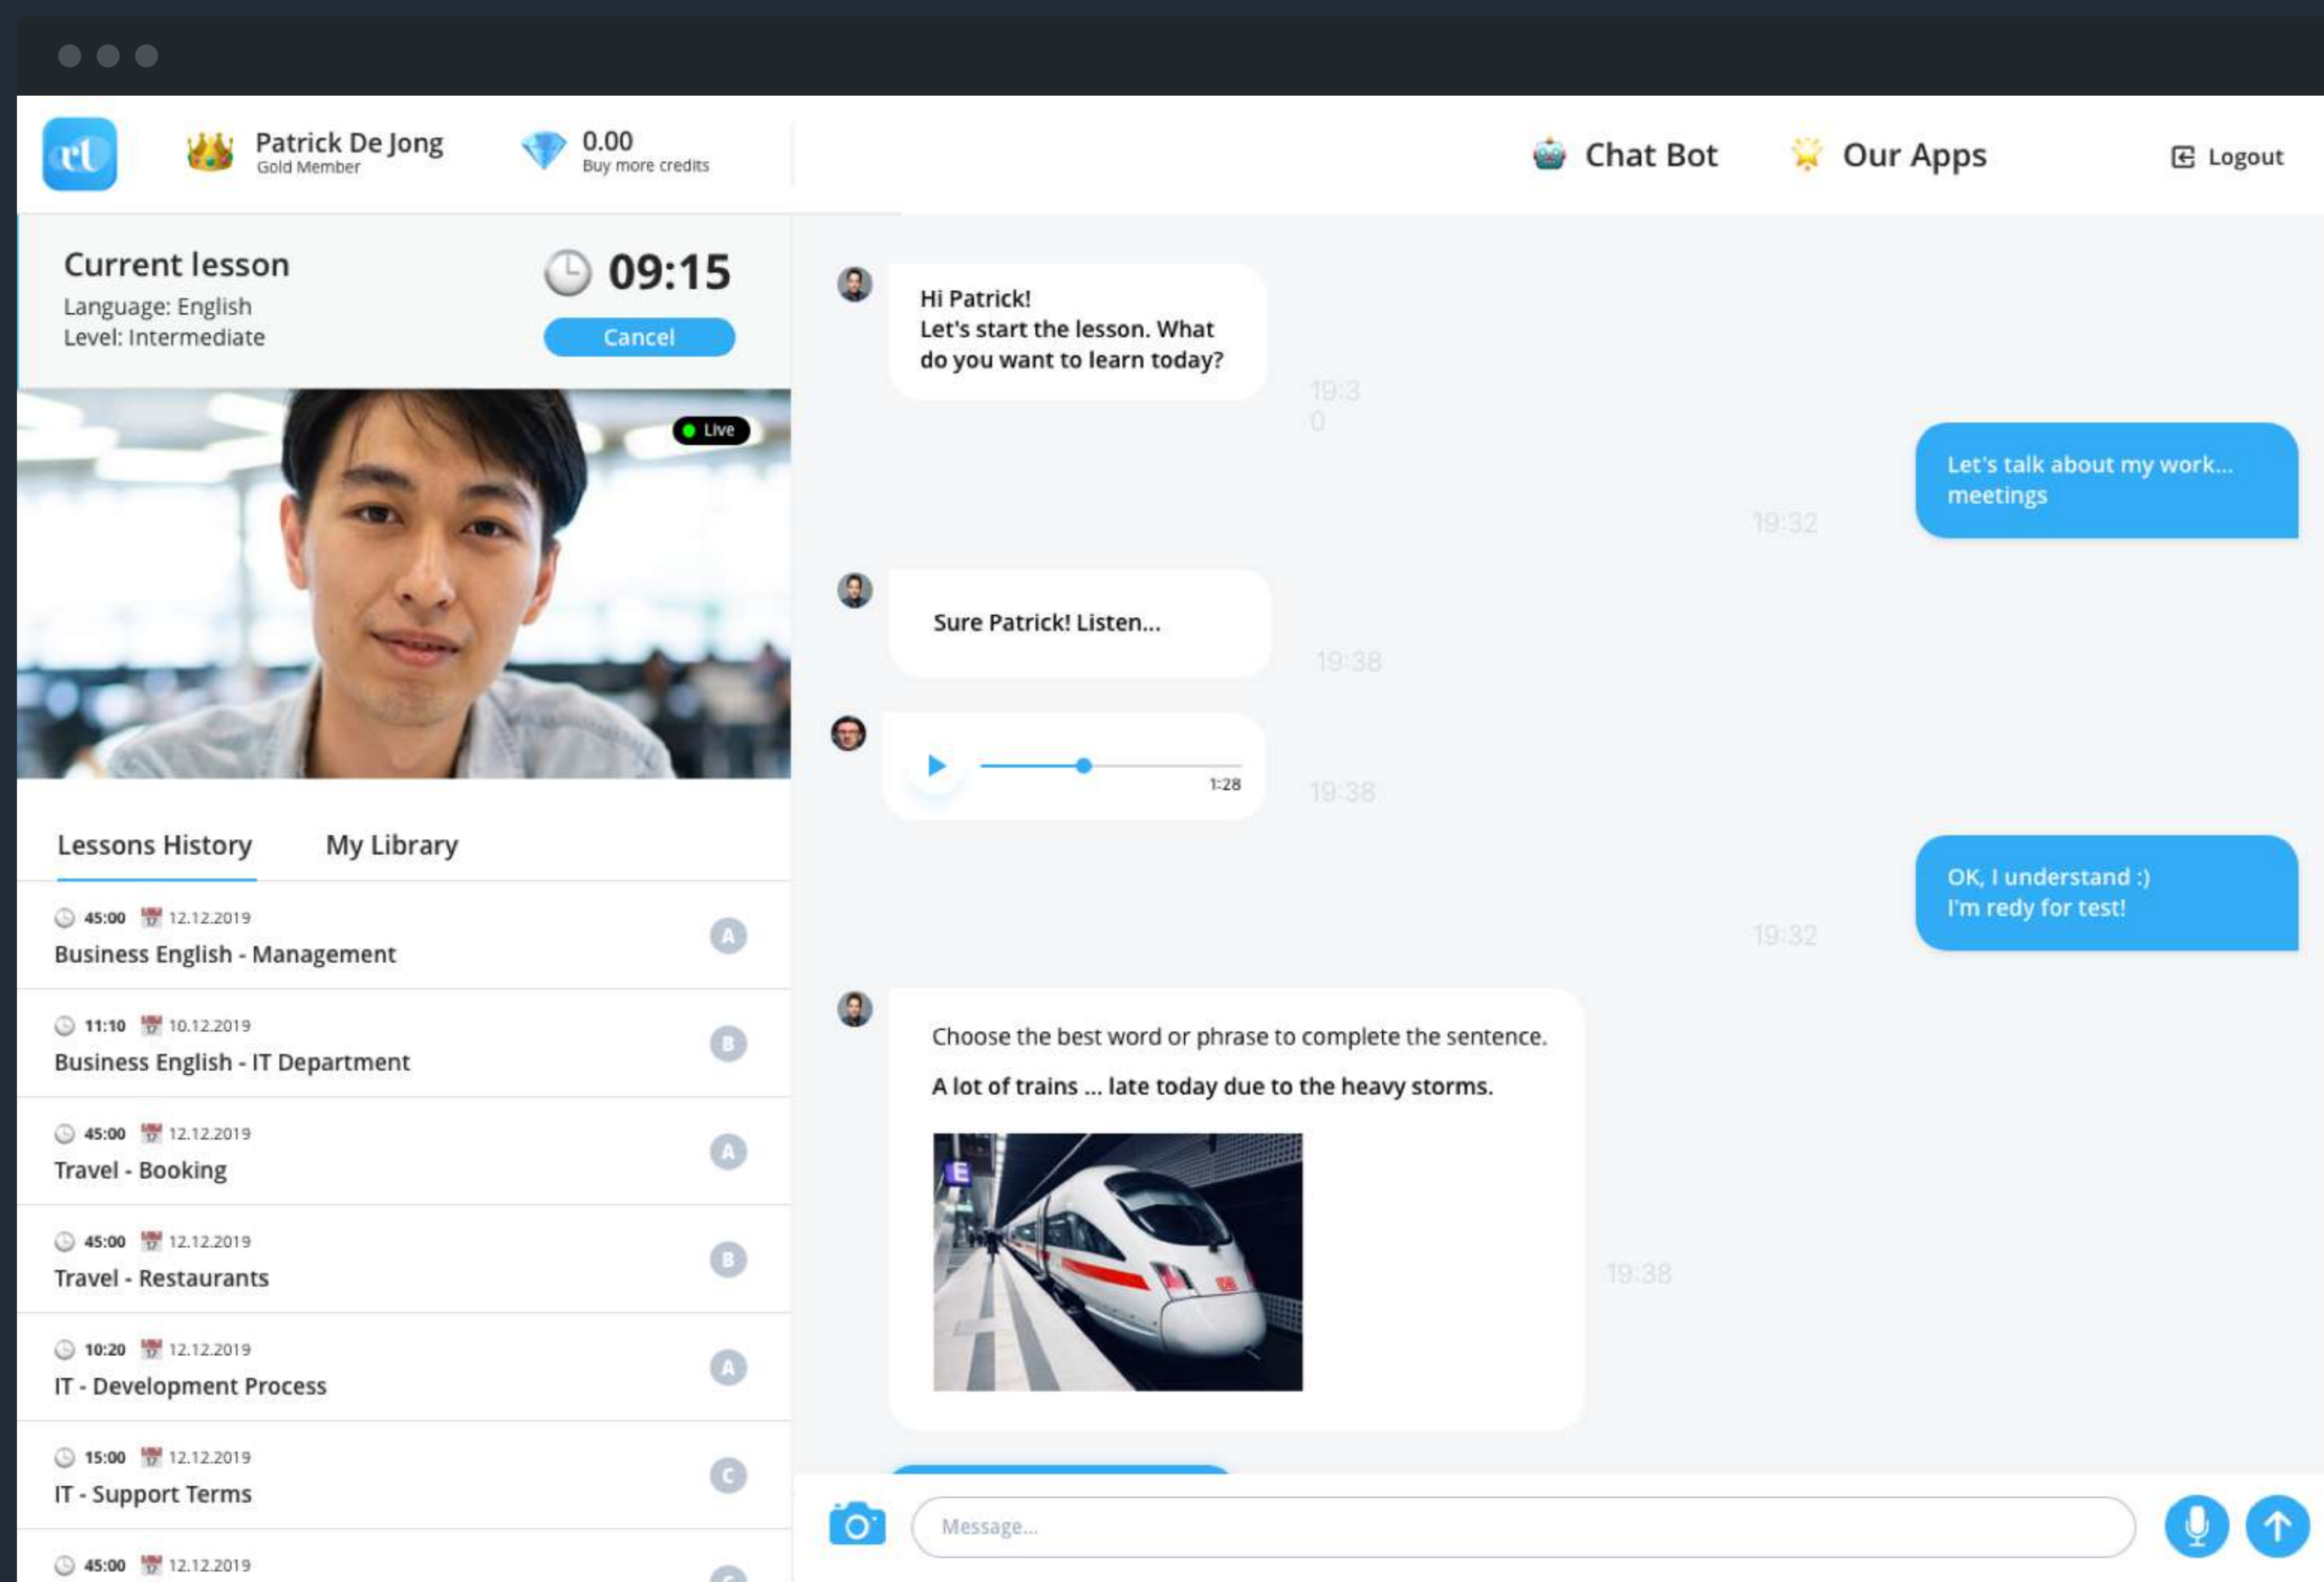 rl
Patrick De Jong
Gold Member
0.00
Buy more credits
Chat Bot
Our Apps
Logout
Current lesson
Language: English
Level: Intermediate
09:15
Cancel
Live
Lessons History
My Library
45:00 12.12.2019
Business English - Management
A
11:10 10.12.2019
Business English - IT Department
B
45:00 12.12.2019
Travel - Booking
A
45:00 12.12.2019
Travel - Restaurants
B
10:20 12.12.2019
IT - Development Process
A
15:00 12.12.2019
IT - Support Terms
C
45:00 12.12.2019
Hi Patrick!
Let's start the lesson. What
do you want to learn today?
19:3
0
Let's talk about my work...
meetings
19:32
Sure Patrick! Listen...
19:38
1:28
19:38
OK, I understand :)
I'm redy for test!
19:32
Choose the best word or phrase to complete the sentence.
A lot of trains ... late today due to the heavy storms.
E
DB
19:38
Message...